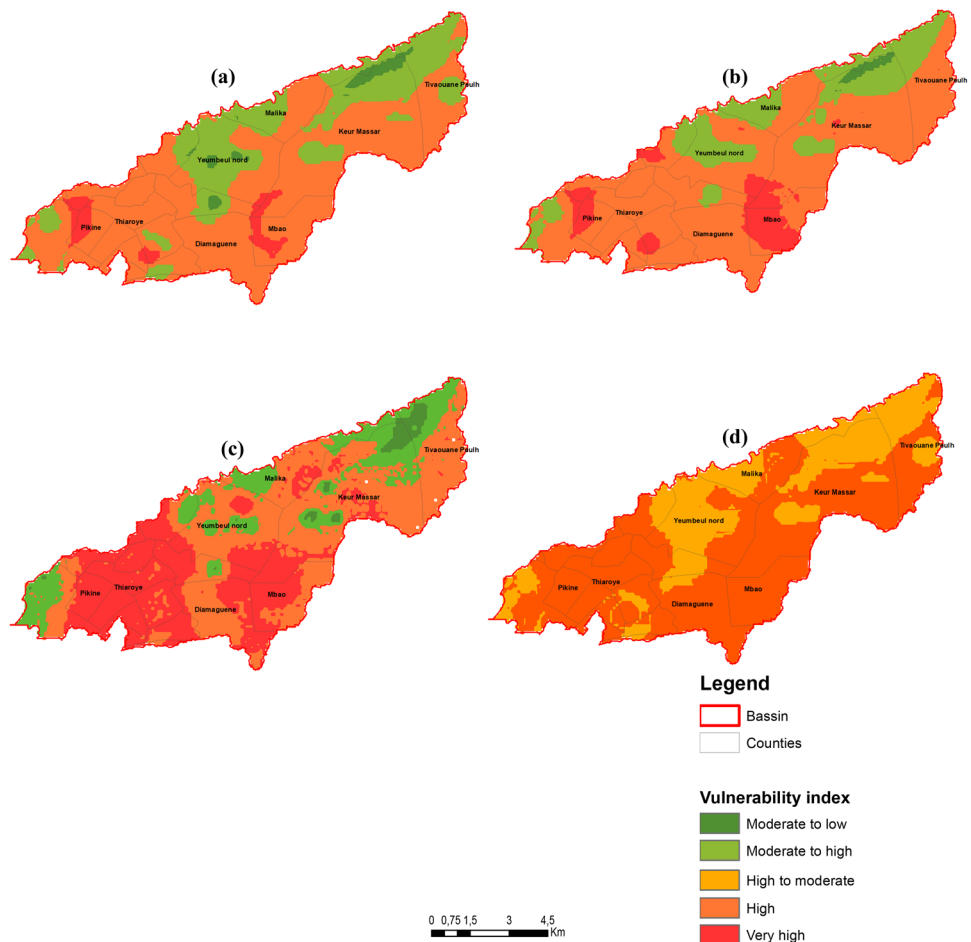 (a)
Tivaouane Peulh
Malika
Keur Massar
Yeumbeul nord
Pikine
Thiaroye
Mbao
Diamaguene
(b)
Tivaouane Peulh
Malika
Keur Massar
Yeumbeul nord
Thiaroye
Pikine
Mbao
Diamaguene
(c)
Tivaouane Peulh
Malika
Keur Massar
Yeumbeul nord
Thiaroye
Pikine
Mbao
Diamaguene
(d)
Tivaouane Peulh
Malika
Keur Massar
Yeumbeul nord
Pikine
Thiaroye
Mbao
Diamaguene
Legend
Bassin
Counties
Vulnerability index
Moderate to low
Moderate to high
High to moderate
High
Very high
0 0,75 1,5 3 4,5
Km